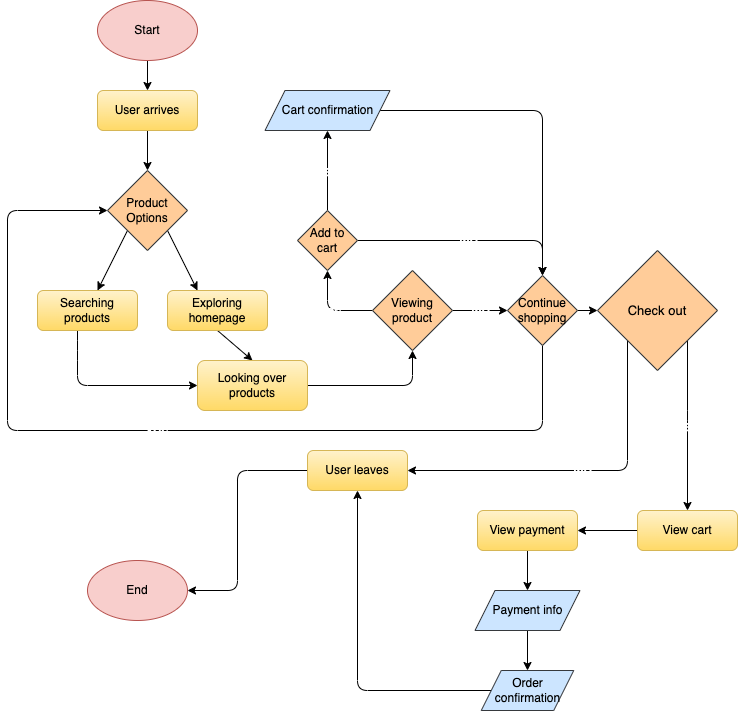 Start
User arrives
Cart confirmation
Product
Options
Add to
cart
Searching
products
Exploring
homepage
Viewing
product
Continue
shopping
Check out
Looking over
products
User leaves
View payment
View cart
End
Payment info
Order
confirmation